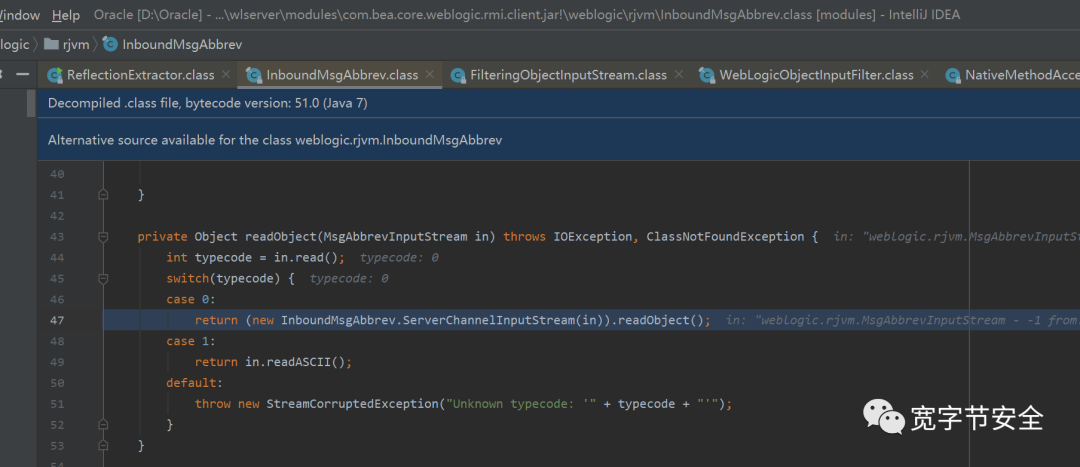 Window Help Oracle [D:\Oracle] - ...\wlserver\modules\com.bea.core.weblogic.rmi.client.jar!\weblogic\rjvm\InboundMsgAbbrev.class [modules] - IntelliJ IDEA
logic rjvm InboundMsgAbbrev
ReflectionExtractor.class × InboundMsgAbbrev.class × FilteringObjectInputStream.class × WebLogicObjectInputFilter.class × NativeMethodAcce
Decompiled .class file, bytecode version: 51.0 (Java 7)
Alternative source available for the class weblogic.rjvm.InboundMsgAbbrev
40
41 }
42
43 private Object readObject(MsgAbbrevInputStream in) throws IOException, ClassNotFoundException { in: "weblogic.rjvm.MsgAbbrevInputSt
44 int typecode = in.read(); typecode: 0
45 switch(typecode) { typecode: 0
46 case 0:
47 return (new InboundMsgAbbrev.ServerChannelInputStream(in)).readObject(); in: "weblogic.rjvm.MsgAbbrevInputStream - -1 from
48 case 1:
49 return in.readASCII();
50 default:
51 throw new StreamCorruptedException("Unknown typecode: '" + typecode + "'");
52 }
53 }
54
宽字节安全